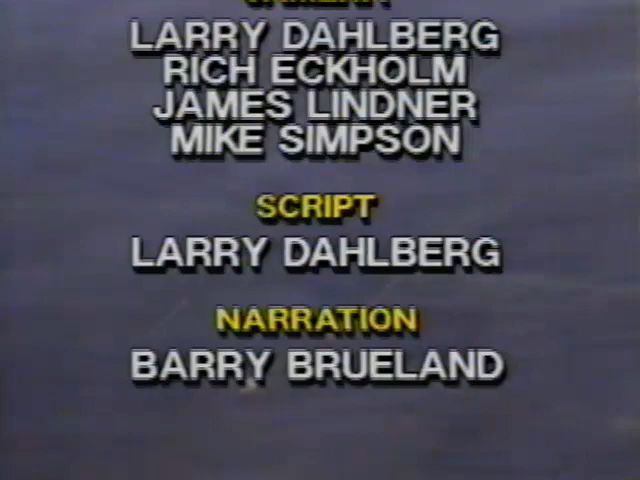 LARRY DAHLBERG
RICH ECKHOLM
JAMES LINDNER
MIKE SIMPSON
SCRIPT
LARRY DAHLBERG
NARRATION
BARRY BRUELAND